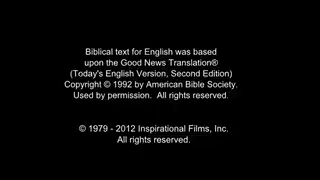 Biblical text for English was based
upon the Good News Translation®
(Today's English Version, Second Edition)
Copyright © 1992 by American Bible Society.
Used by permission.  All rights reserved.
© 1979 - 2012 Inspirational Films, Inc.
All rights reserved.